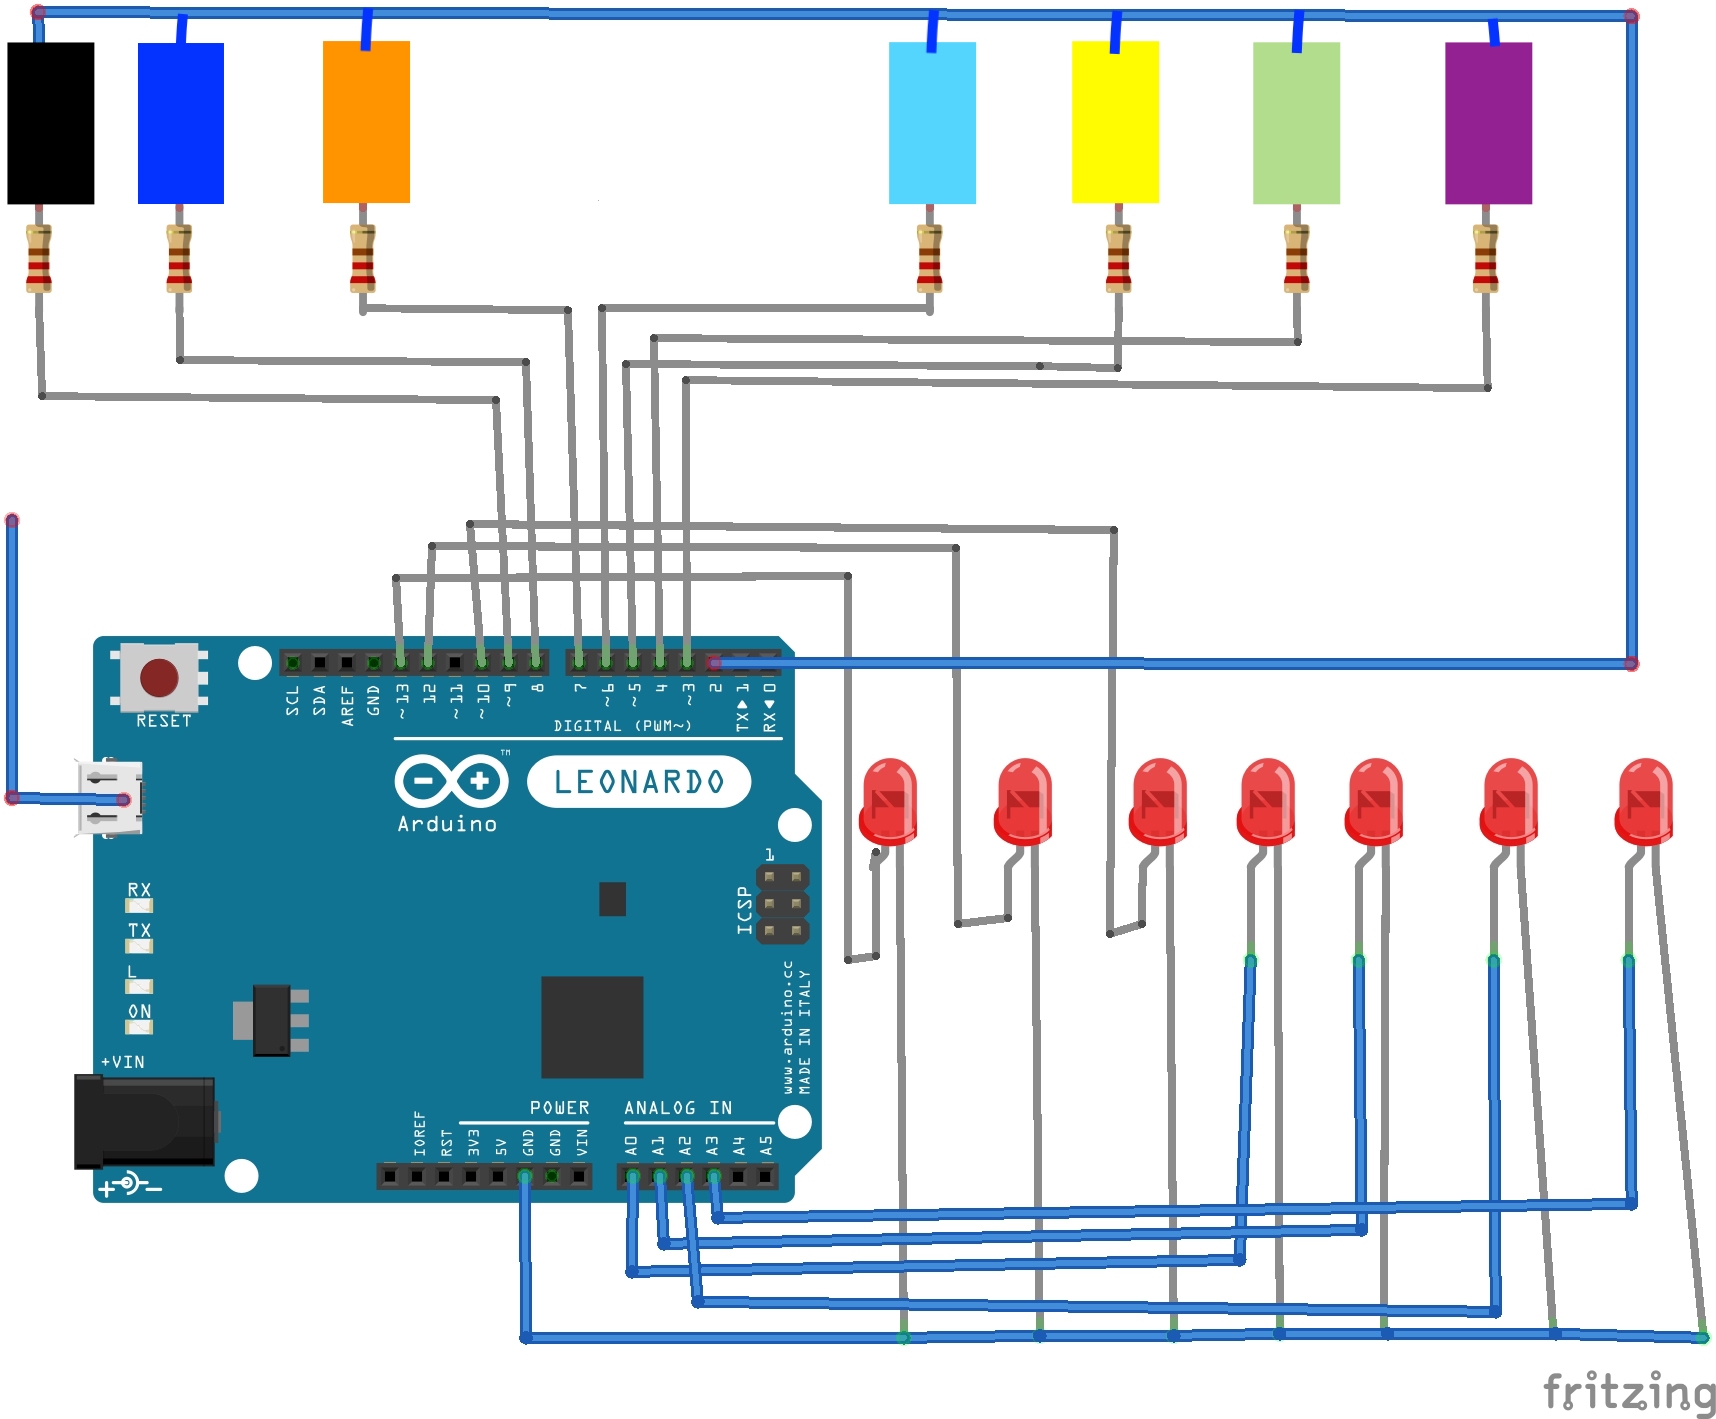 SCL
SDA
AREF
GND
~13
12
~11
~10
~9
8
7
~6
~5
4
~3
2
TX▶1
RX◀0
RESET
DIGITAL (PWM~)
TM
LEONARDO
Arduino
1
ICSP
RX
TX
L
ON
+VIN
www.arduino.cc
MADE IN ITALY
POWER
ANALOG IN
IOREF
RST
3V3
5V
GND
GND
VIN
A0
A1
A2
A3
A4
A5
+ −
fritzing